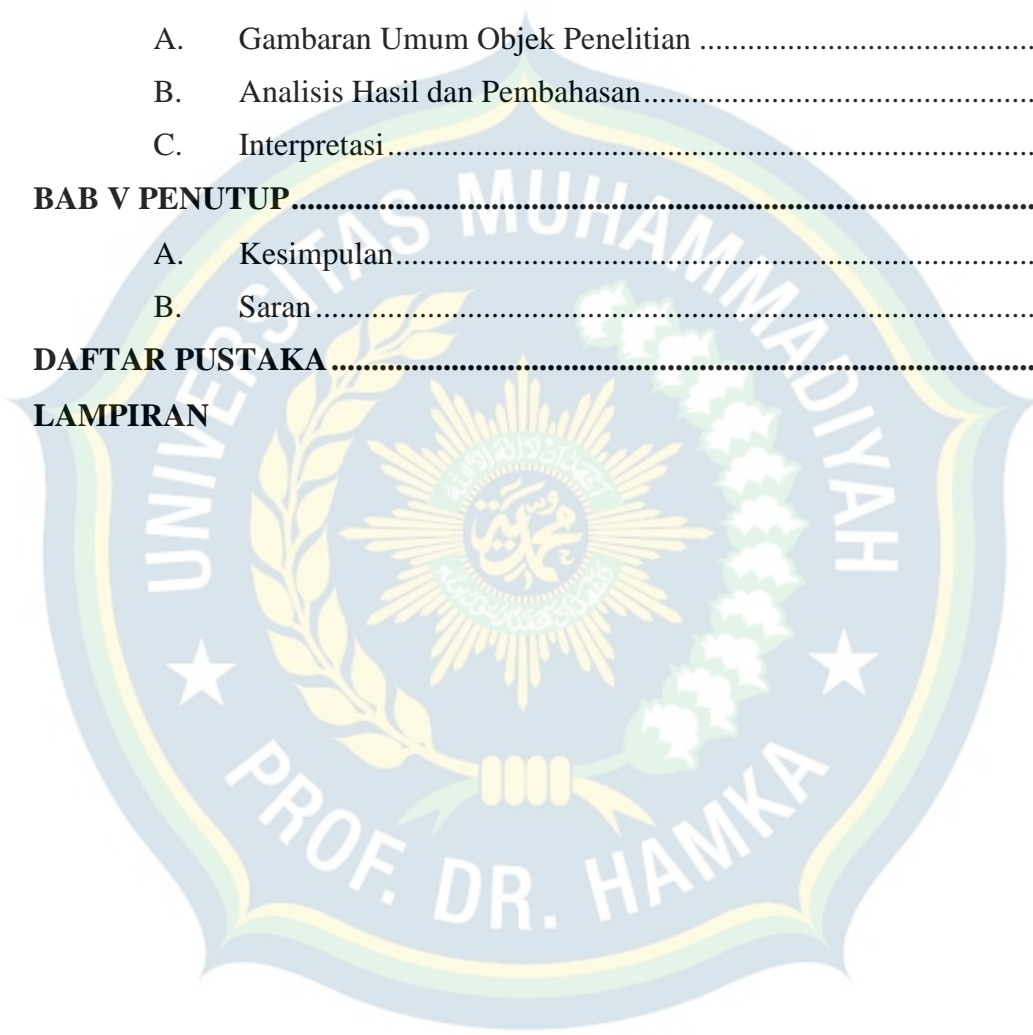 A. Gambaran Umum Objek Penelitian ....................................................
B. Analisis Hasil dan Pembahasan............................................................
C. Interpretasi....................................................................................................
BAB V PENUTUP..............................................................................................
A. Kesimpulan..................................................................................................
B. Saran ..............................................................................................................
DAFTAR PUSTAKA........................................................................................
LAMPIRAN
UNIVERSITAS MUHAMMADIYAH
PROF. DR. HAMKA